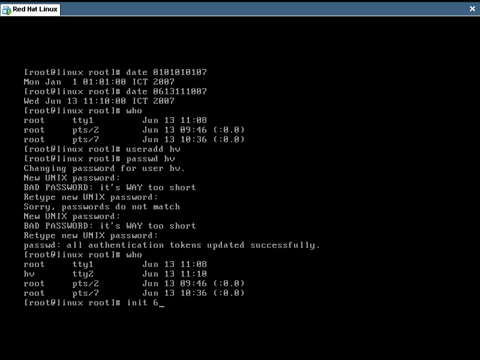 Red Hat Linux
[root@linux root]# date 0101010107
Mon Jan  1 01:01:00 ICT 2007
[root@linux root]# date 0613111007
Wed Jun 13 11:10:00 ICT 2007
[root@linux root]# who
root     tty1         Jun 13 11:08
root     pts/2        Jun 13 09:46 (:0.0)
root     pts/7        Jun 13 10:36 (:0.0)
[root@linux root]# useradd hv
[root@linux root]# passwd hv
Changing password for user hv.
New UNIX password:
BAD PASSWORD: it's WAY too short
Retype new UNIX password:
Sorry, passwords do not match
New UNIX password:
BAD PASSWORD: it's WAY too short
Retype new UNIX password:
passwd: all authentication tokens updated successfully.
[root@linux root]# who
root     tty1         Jun 13 11:08
hv       tty2         Jun 13 11:10
root     pts/2        Jun 13 09:46 (:0.0)
root     pts/7        Jun 13 10:36 (:0.0)
[root@linux root]# init 6_